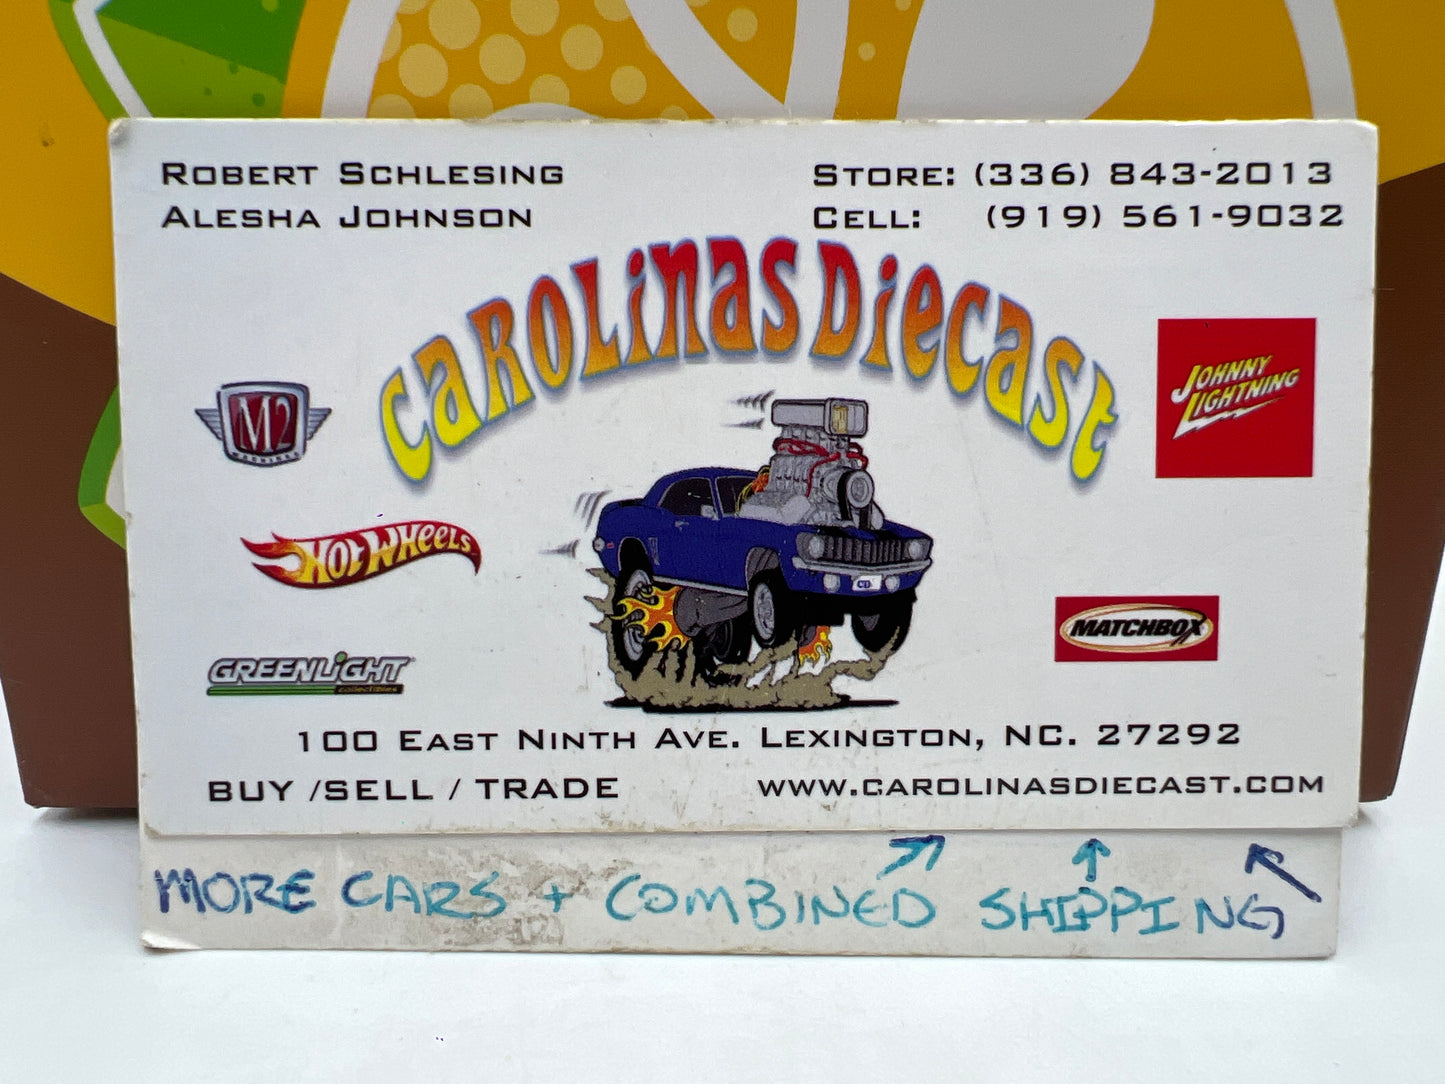 ROBERT SCHLESING
ALESHA JOHNSON
STORE: (336) 843-2013
CELL: (919) 561-9032
CAROLINAS DIECAST
M2
MACHINES
JOHNNY
LIGHTNING
HOT WHEELS
MATCHBOX
GREENLIGHT
collectibles
100 EAST NINTH AVE. LEXINGTON, NC. 27292
BUY /SELL / TRADE
WWW.CAROLINASDIECAST.COM
MORE CARS + COMBINED SHIPPING